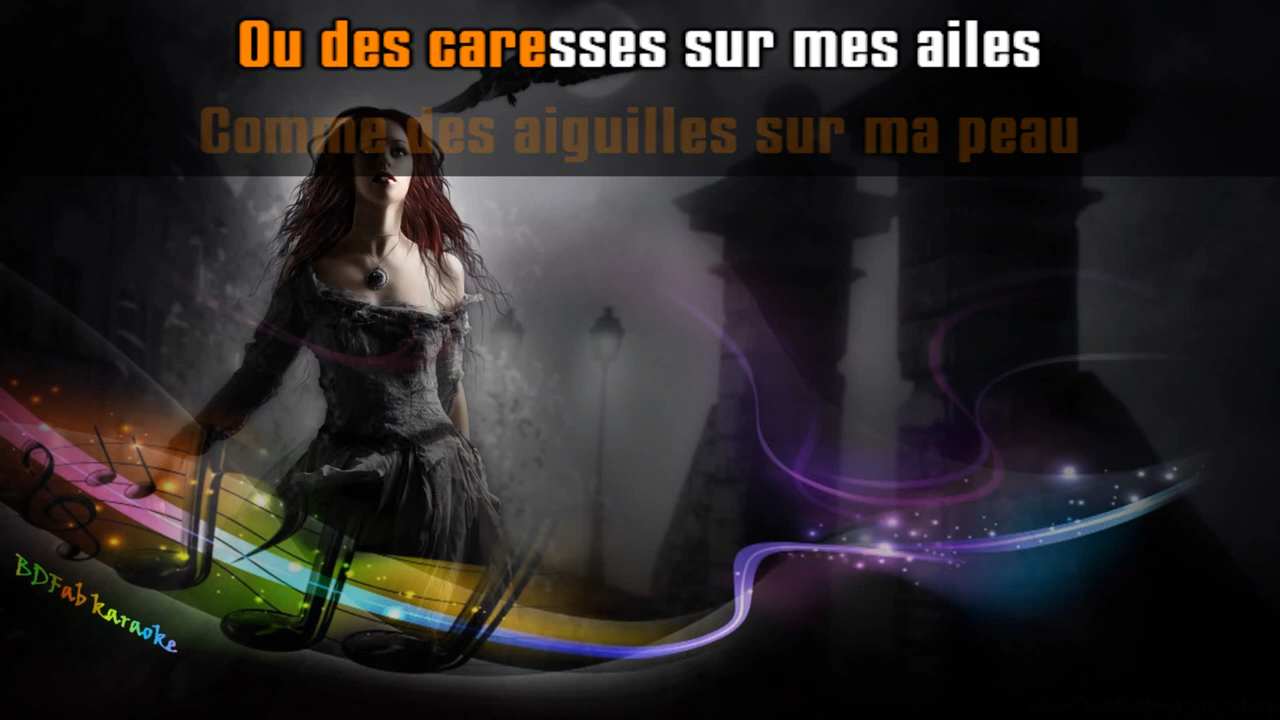 Ou des caresses sur mes ailes
Comme des aiguilles sur ma peau
BDFab karaoke